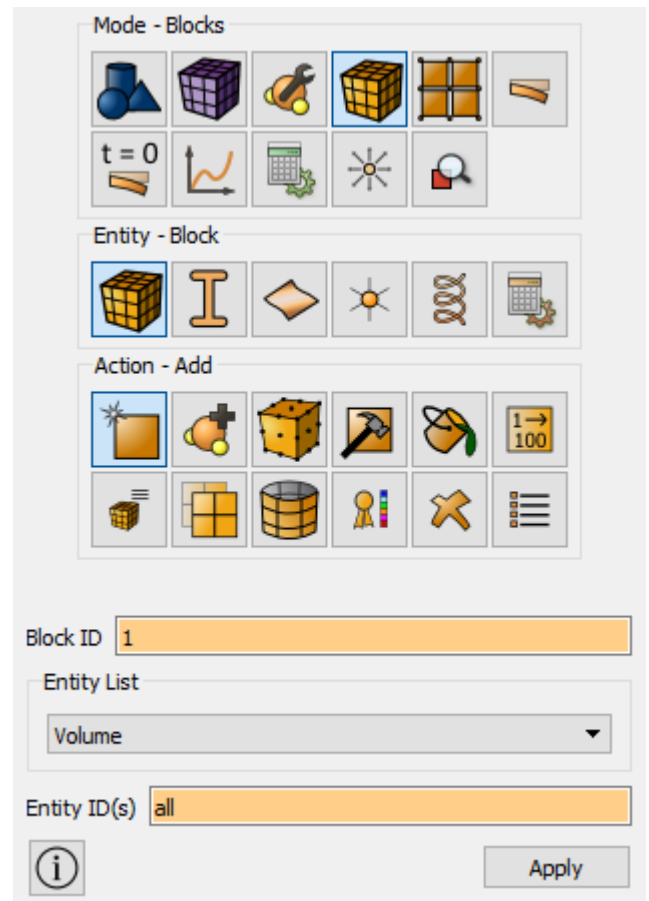 Mode - Blocks
t = 0
Entity - Block
Action - Add
1→
100
Block ID 1
Entity List
Volume
Entity ID(s) all
i Apply